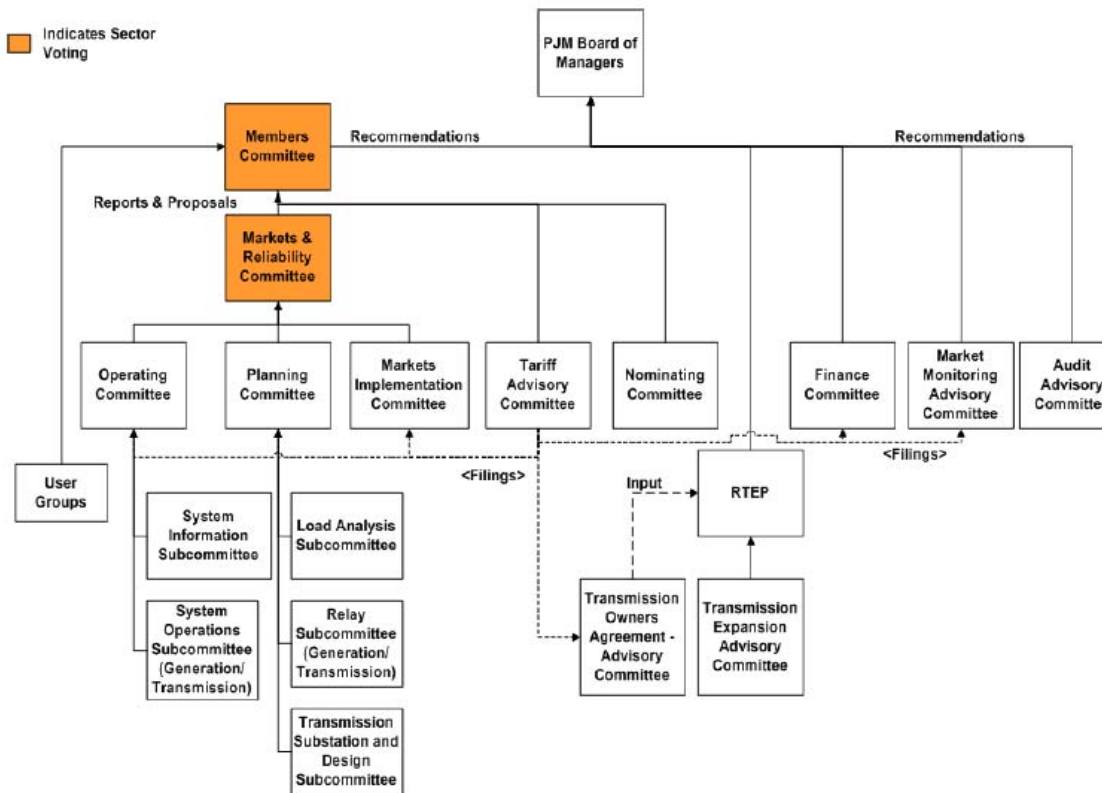 Indicates Sector
Voting
PJM Board of
Managers
Members
Committee
Recommendations
Recommendations
Reports & Proposals
Markets &
Reliability
Committee
Operating
Committee
Planning
Committee
Markets
Implementation
Committee
Tariff
Advisory
Committee
Nominating
Committee
Finance
Committee
Market
Monitoring
Advisory
Committee
Audit
Advisory
Committee
<Filings>
<Filings>
User
Groups
System
Information
Subcommittee
Load Analysis
Subcommittee
Input
RTEP
System
Operations
Subcommittee
(Generation/
Transmission)
Relay
Subcommittee
(Generation/
Transmission)
Transmission
Owners
Agreement -
Advisory
Committee
Transmission
Expansion
Advisory
Committee
Transmission
Substation and
Design
Subcommittee